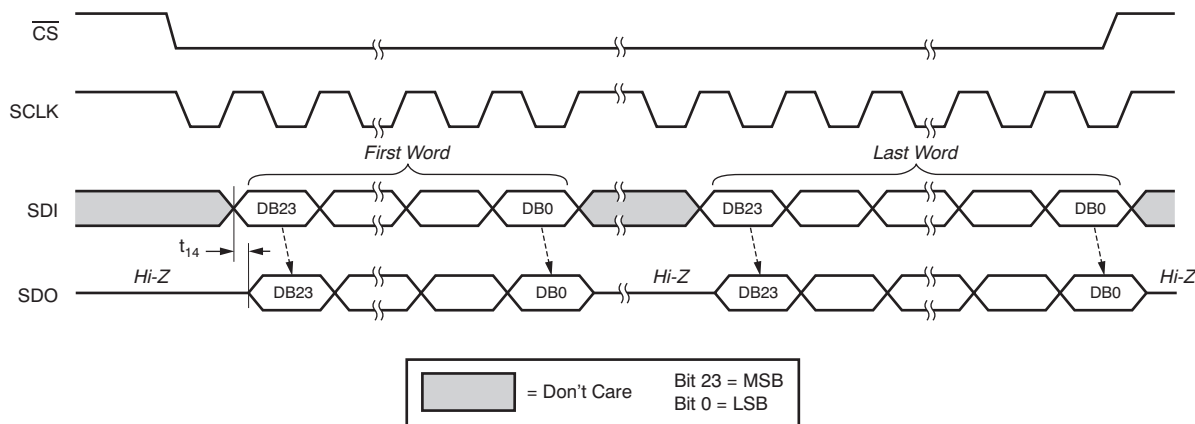 CS
SCLK
First Word
Last Word
SDI
DB23
DB0
DB23
DB0
t14
Hi-Z
Hi-Z
Hi-Z
SDO
DB23
DB0
DB23
DB0
= Don't Care
Bit 23 = MSB
Bit 0 = LSB